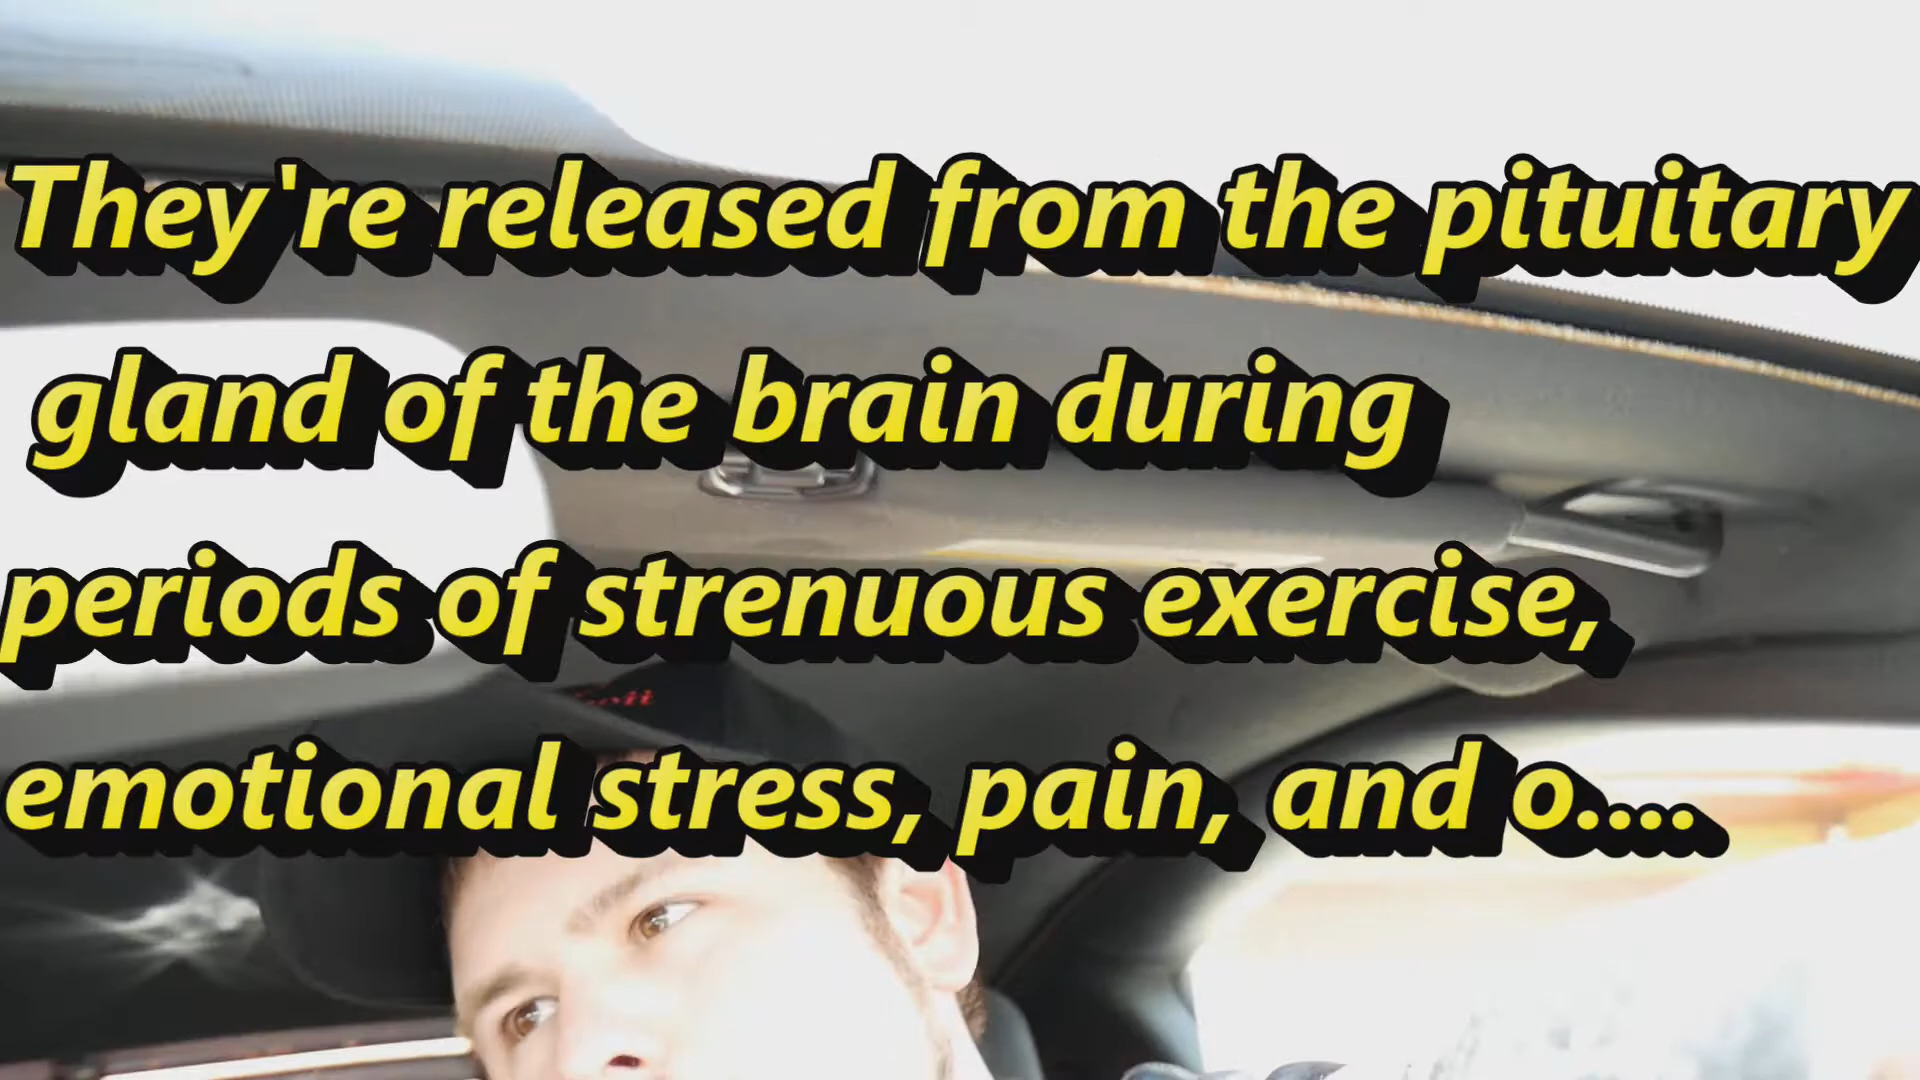 They're released from the pituitary
gland of the brain during
periods of strenuous exercise,
emotional stress, pain, and o....